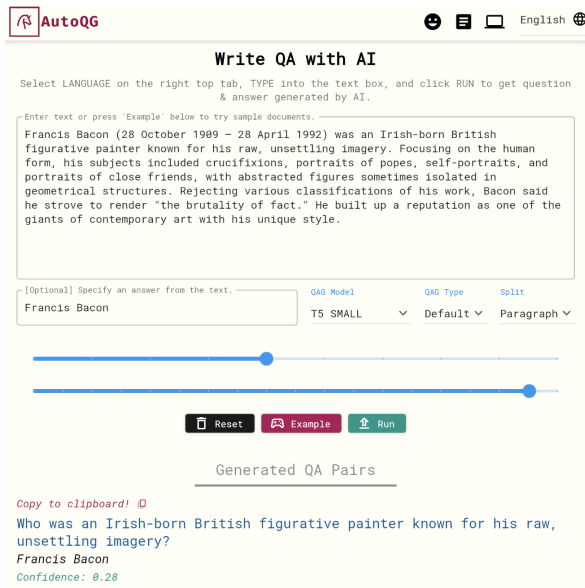 AutoQG
English
Write QA with AI
Select LANGUAGE on the right top tab, TYPE into the text box, and click RUN to get question
& answer generated by AI.
Enter text or press `Example` below to try sample documents.
Francis Bacon (28 October 1909 – 28 April 1992) was an Irish-born British
figurative painter known for his raw, unsettling imagery. Focusing on the human
form, his subjects included crucifixions, portraits of popes, self-portraits, and
portraits of close friends, with abstracted figures sometimes isolated in
geometrical structures. Rejecting various classifications of his work, Bacon said
he strove to render "the brutality of fact." He built up a reputation as one of the
giants of contemporary art with his unique style.
[Optional] Specify an answer from the text.
Francis Bacon
QAG Model
T5 SMALL
QAG Type
Default
Split
Paragraph
Reset
Example
Run
Generated QA Pairs
Copy to clipboard!
Who was an Irish-born British figurative painter known for his raw,
unsettling imagery?
Francis Bacon
Confidence: 0.28